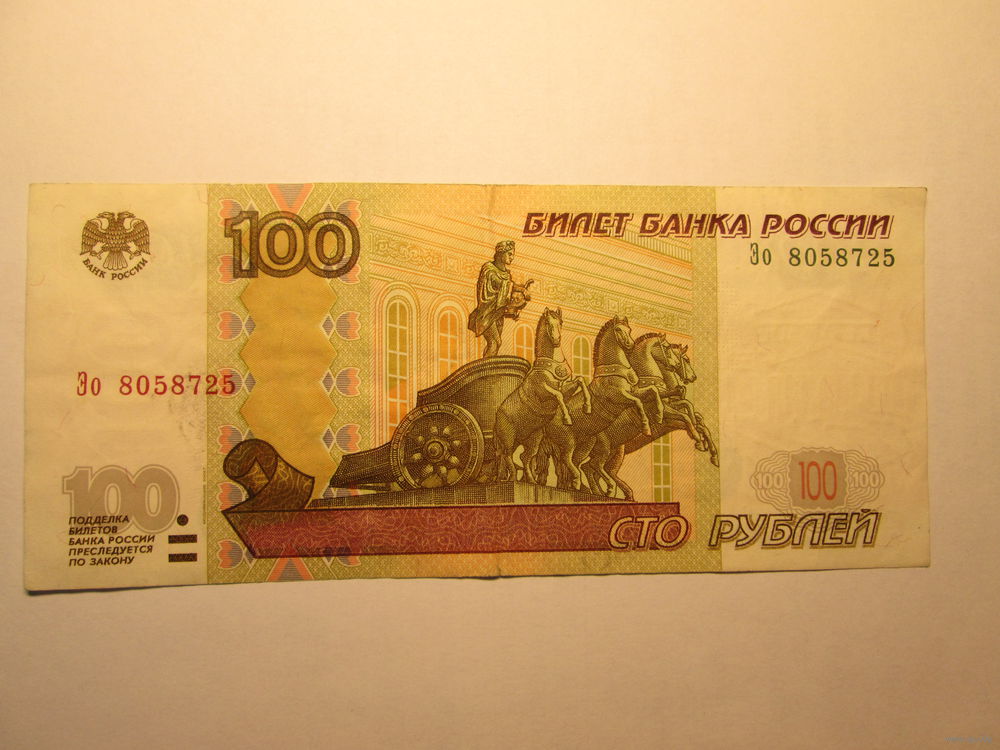 100
БИЛЕТ БАНКА РОССИИ
Эо 8058725
БАНК РОССИИ
Эо 8058725
100
ПОДДЕЛКА
БИЛЕТОВ
БАНКА РОССИИ
ПРЕСЛЕДУЕТСЯ
ПО ЗАКОНУ
100 100 100
СТО РУБЛЕЙ